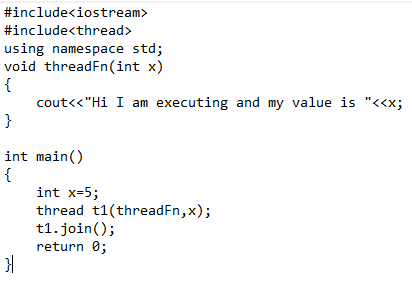 #include<iostream>
#include<thread>
using namespace std;
void threadFn(int x)
{
    cout<<"Hi I am executing and my value is "<<x;
}

int main()
{
    int x=5;
    thread t1(threadFn,x);
    t1.join();
    return 0;
}